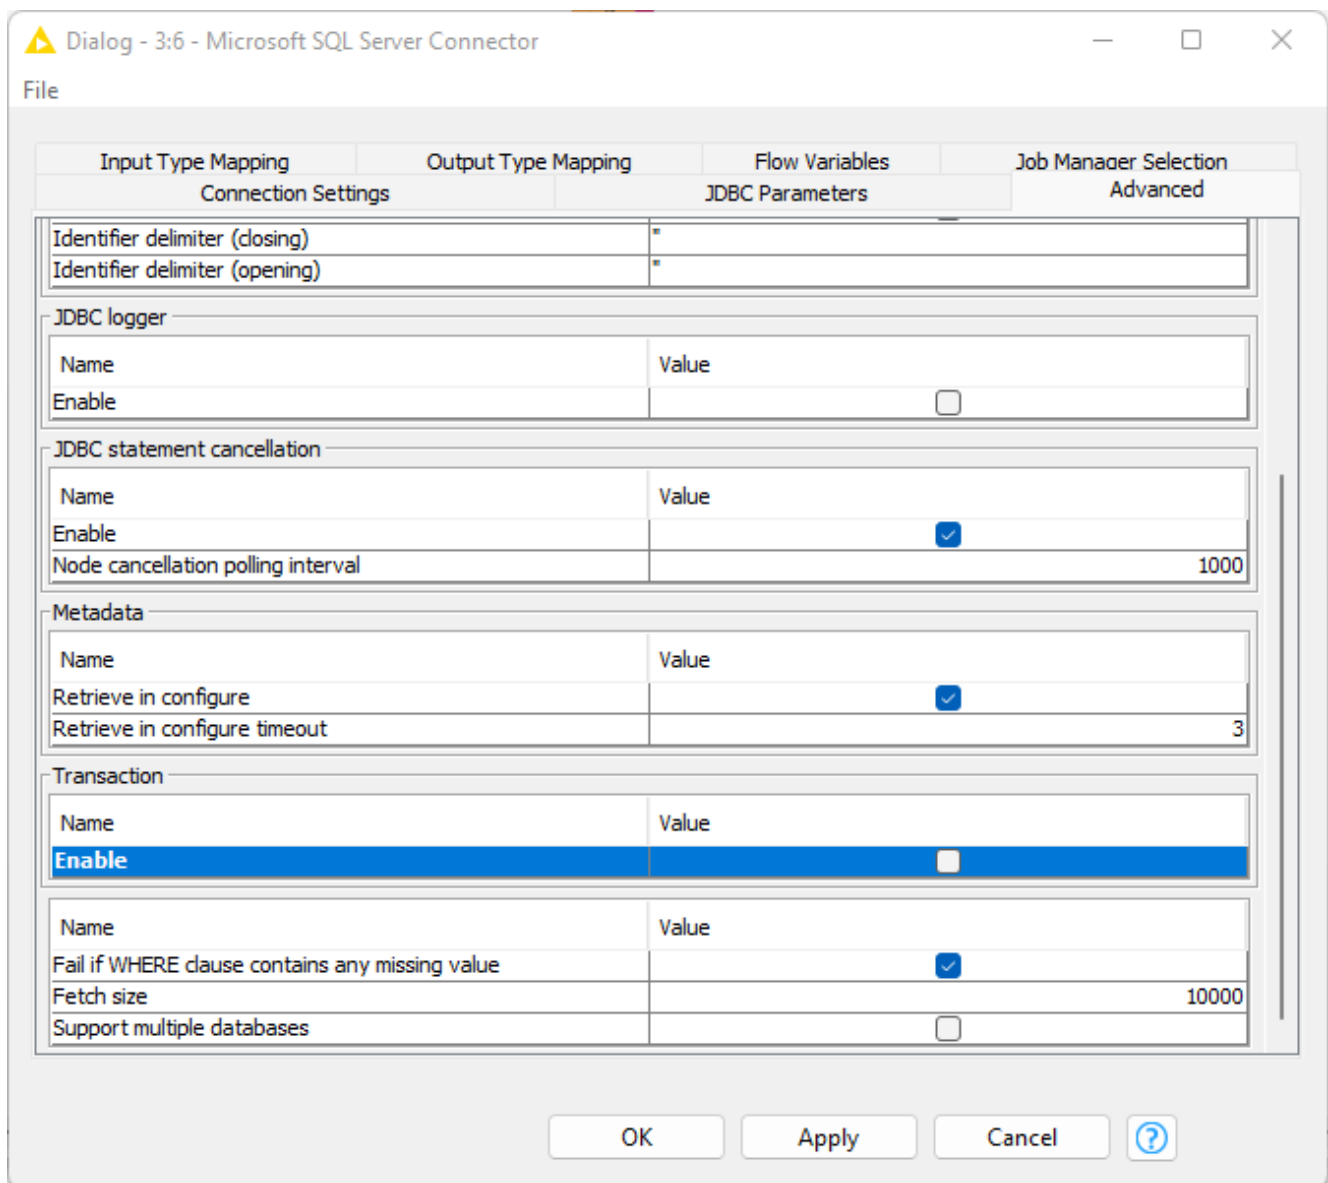 Dialog - 3:6 - Microsoft SQL Server Connector
File
Input Type Mapping Output Type Mapping Flow Variables Job Manager Selection
Connection Settings JDBC Parameters Advanced
Identifier delimiter (closing) "
Identifier delimiter (opening) "
JDBC logger
Name Value
Enable
JDBC statement cancellation
Name Value
Enable
Node cancellation polling interval 1000
Metadata
Name Value
Retrieve in configure
Retrieve in configure timeout 3
Transaction
Name Value
Enable
Name Value
Fail if WHERE clause contains any missing value
Fetch size 10000
Support multiple databases
OK Apply Cancel ?